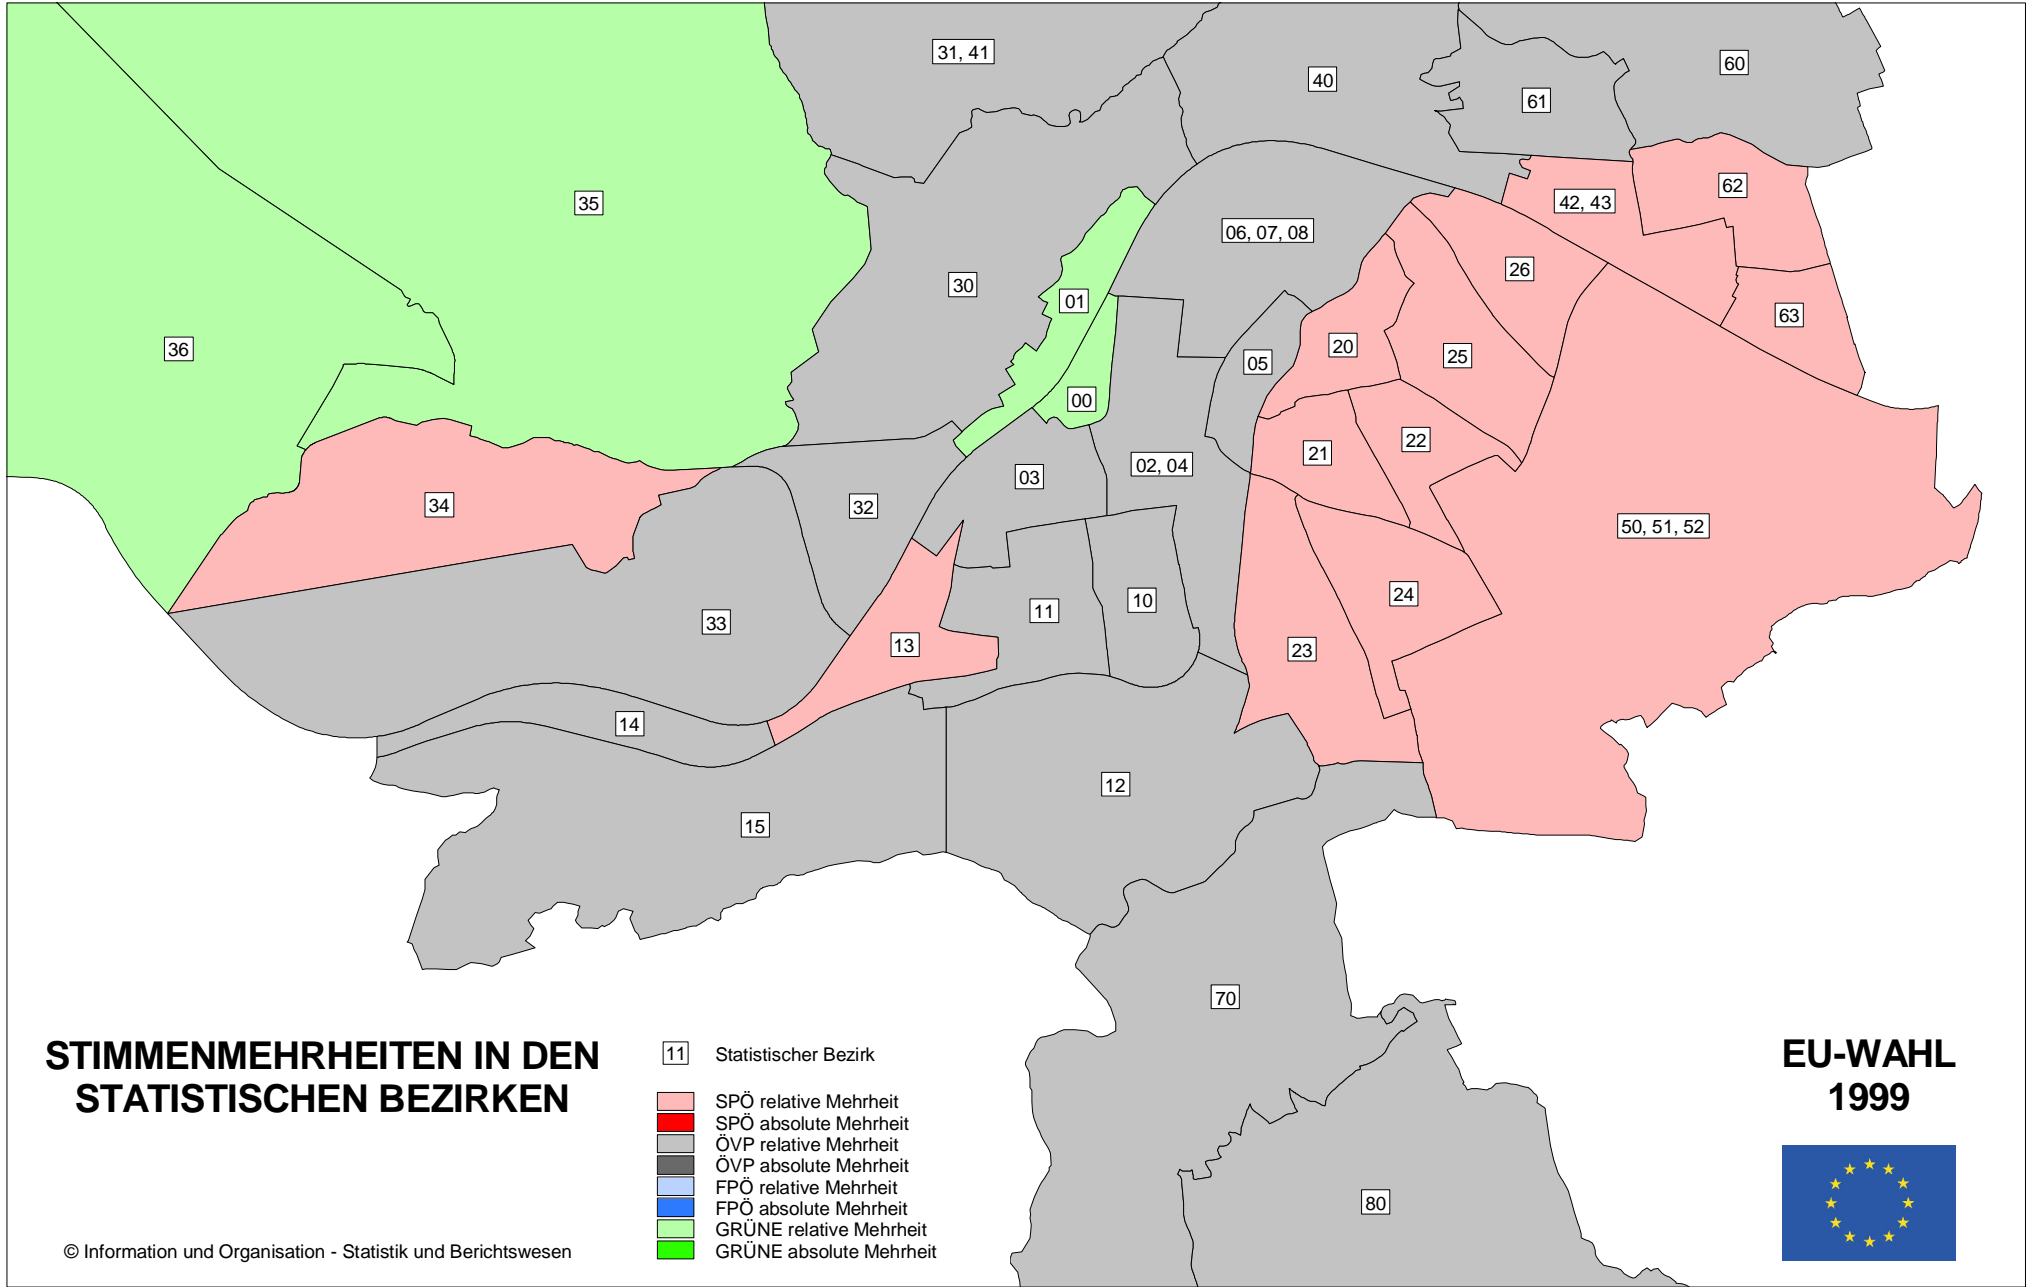 31, 41
40
60
61
62
42, 43
35
06, 07, 08
26
30
01
63
36
20
25
05
00
22
21
02, 04
03
34
32
50, 51, 52
24
10
11
33
13
23
14
12
15
70
80
STIMMENMEHRHEITEN IN DEN
STATISTISCHEN BEZIRKEN
11 Statistischer Bezirk
SPÖ relative Mehrheit
SPÖ absolute Mehrheit
ÖVP relative Mehrheit
ÖVP absolute Mehrheit
FPÖ relative Mehrheit
FPÖ absolute Mehrheit
GRÜNE relative Mehrheit
GRÜNE absolute Mehrheit
EU-WAHL
1999
© Information und Organisation - Statistik und Berichtswesen